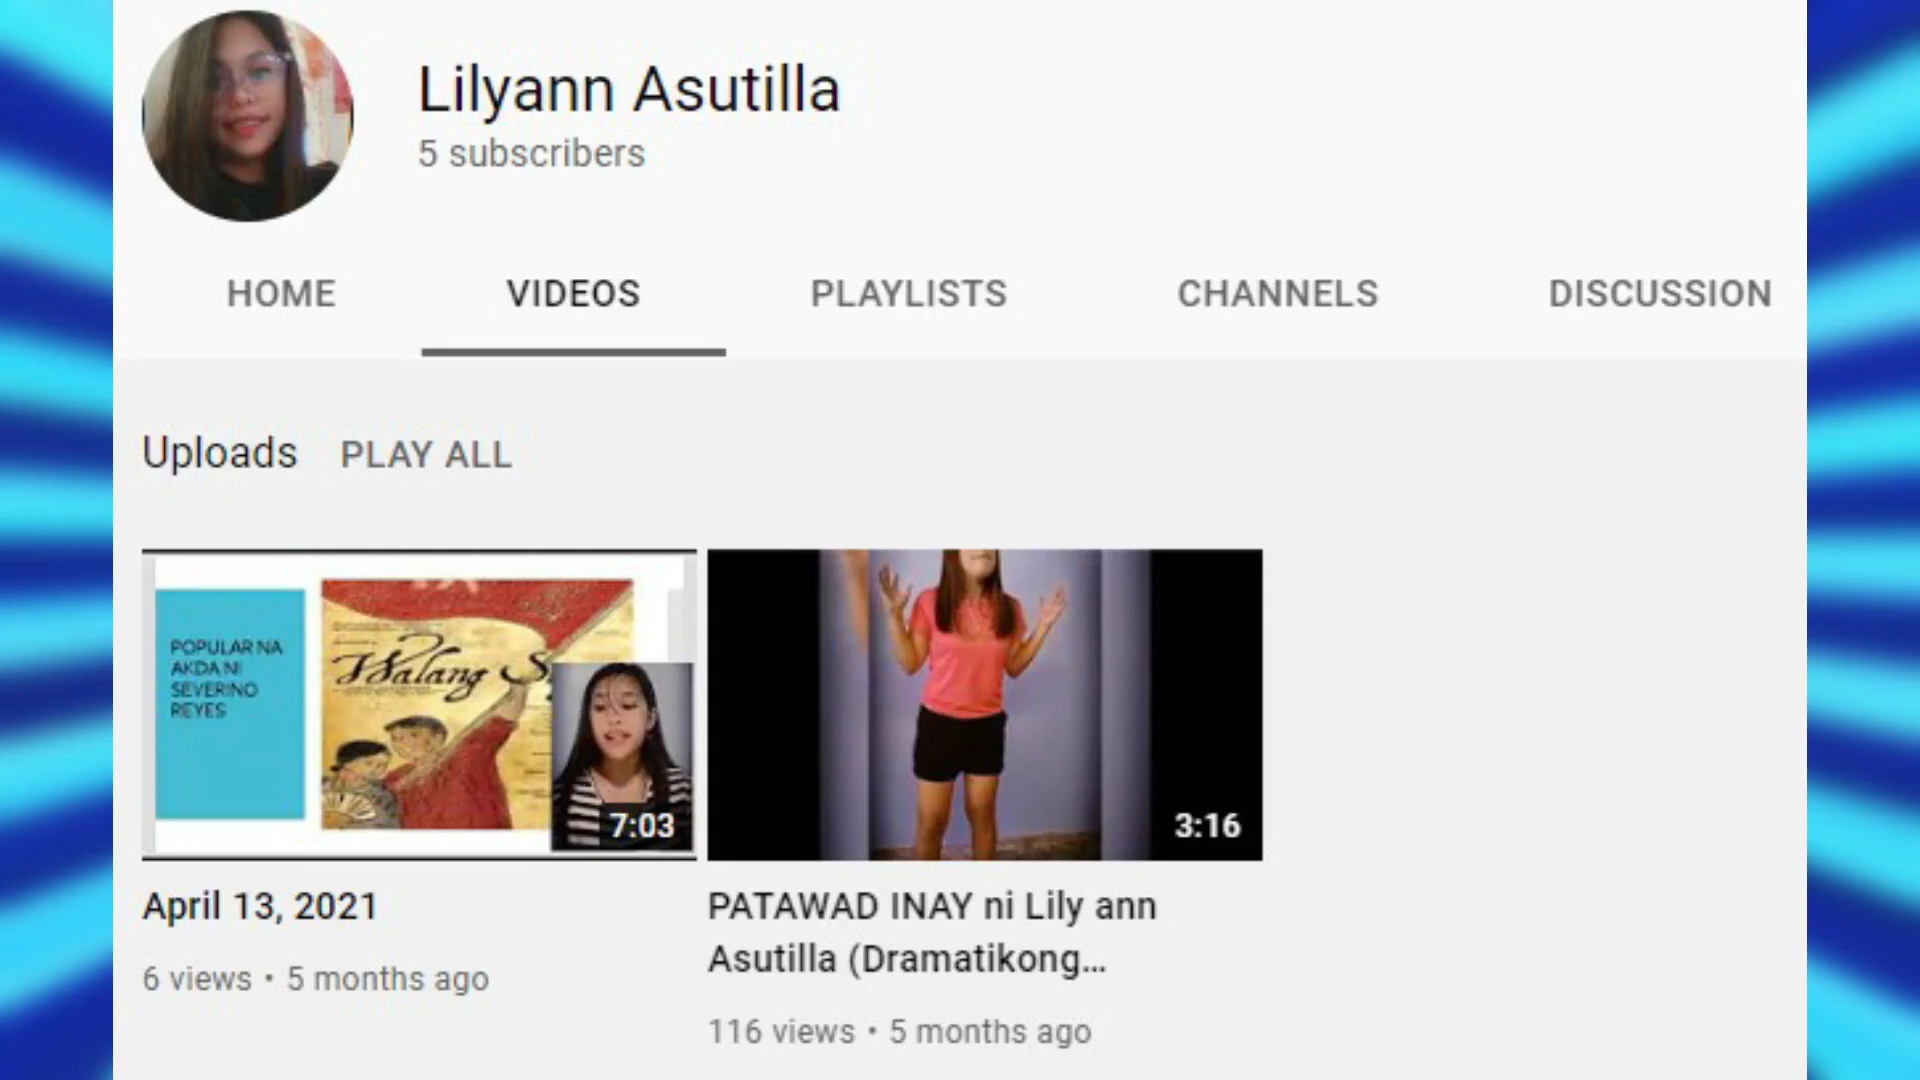 Lilyann Asutilla
5 subscribers
HOME VIDEOS PLAYLISTS CHANNELS DISCUSSION
Uploads PLAY ALL
POPULAR NA
AKDA NI
SEVERINO
REYES
Walang
7:03
3:16
April 13, 2021
6 views • 5 months ago
PATAWAD INAY ni Lily ann
Asutilla (Dramatikong...
116 views • 5 months ago